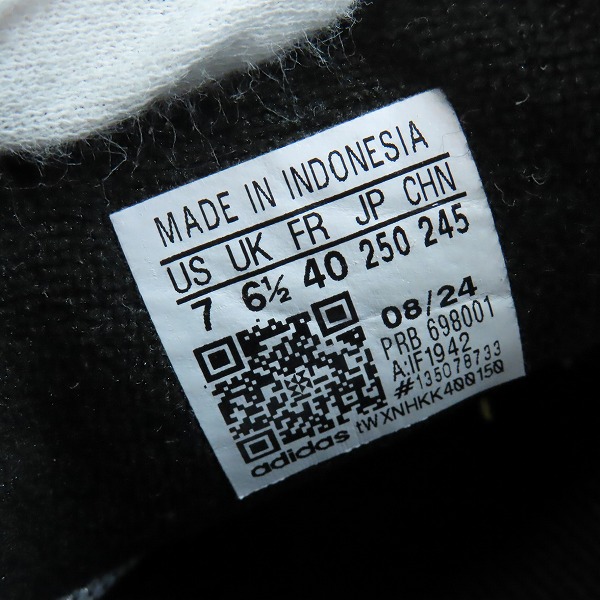 MADE IN INDONESIA
US UK FR JP CHN
7 6½ 40 250 245
08/24
PRB 698001
A:IF1942
#135076733
tWXNHKK400150
adidas